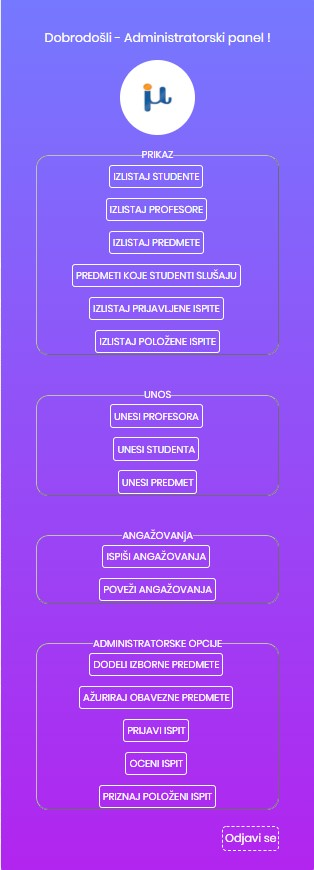 Dobrodošli - Administratorski panel !
PRIKAZ
IZLISTAJ STUDENTE
IZLISTAJ PROFESORE
IZLISTAJ PREDMETE
PREDMETI KOJE STUDENTI SLUŠAJU
IZLISTAJ PRIJAVLJENE ISPITE
IZLISTAJ POLOŽENE ISPITE
UNOS
UNESI PROFESORA
UNESI STUDENTA
UNESI PREDMET
ANGAŽOVANjA
ISPIŠI ANGAŽOVANJA
POVEŽI ANGAŽOVANJA
ADMINISTRATORSKE OPCIJE
DODELI IZBORNE PREDMETE
AŽURIRAJ OBAVEZNE PREDMETE
PRIJAVI ISPIT
OCENI ISPIT
PRIZNAJ POLOŽENI ISPIT
Odjavi se